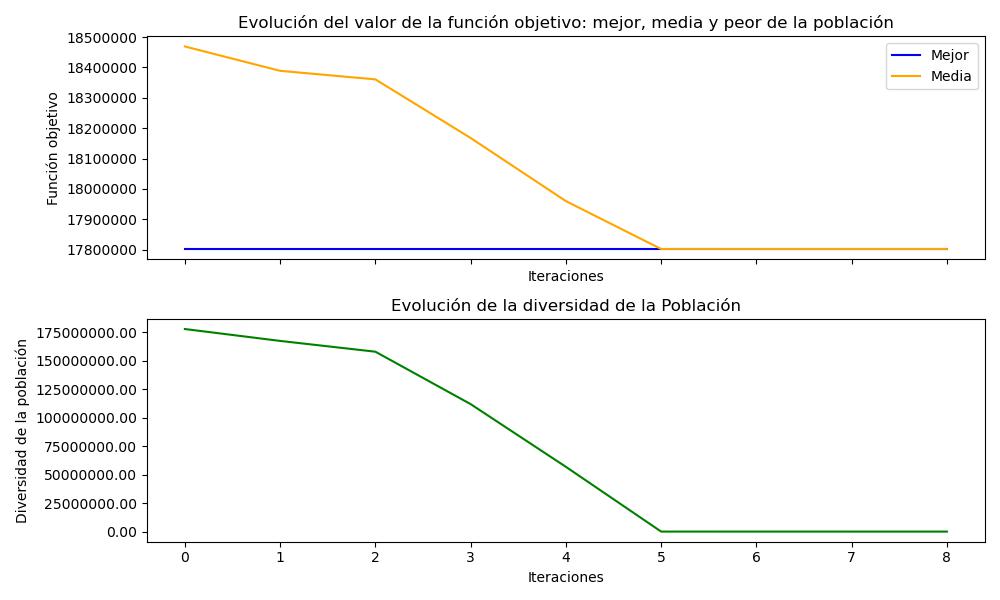 Evolución del valor de la función objetivo: mejor, media y peor de la población
18500000
18400000
18300000
18200000
18100000
18000000
17900000
17800000
Función objetivo
Mejor
Media
Iteraciones
Evolución de la diversidad de la Población
175000000.00
150000000.00
125000000.00
100000000.00
75000000.00
50000000.00
25000000.00
0.00
Diversidad de la población
0 1 2 3 4 5 6 7 8
Iteraciones